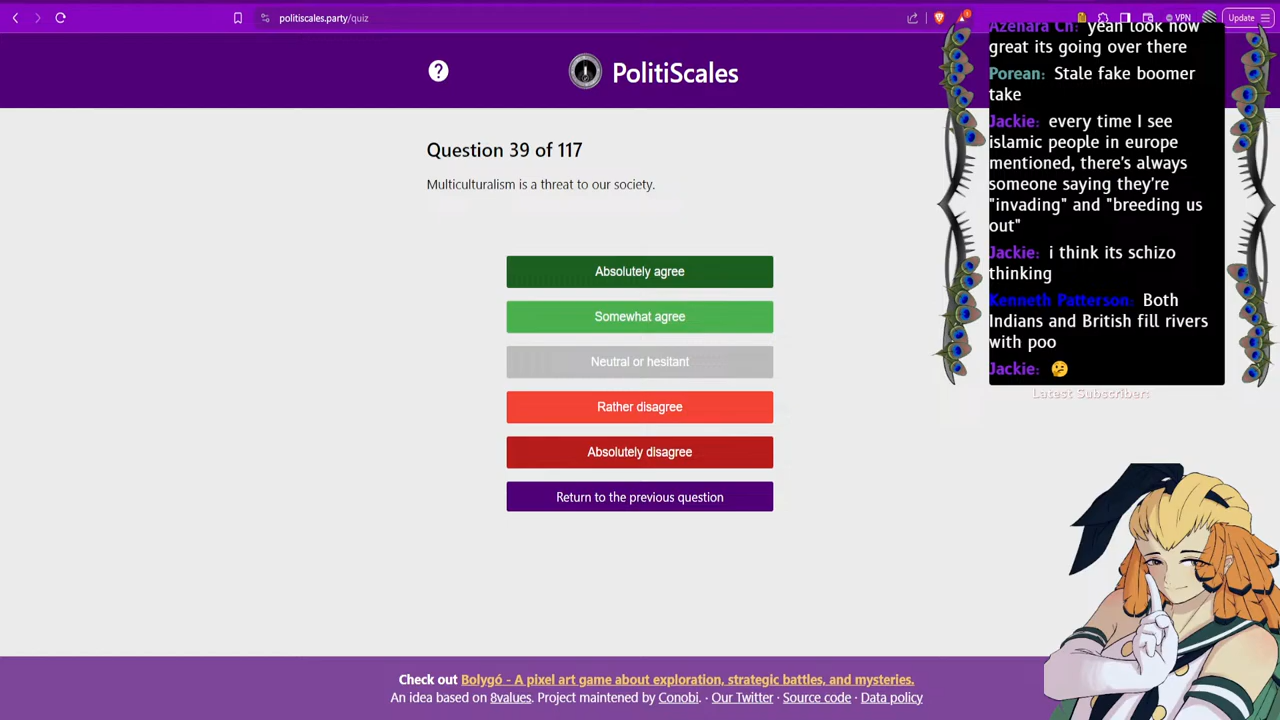 politiscales.party/quiz
VPN
Update
PolitiScales
Question 39 of 117
Multiculturalism is a threat to our society.
Absolutely agree
Somewhat agree
Neutral or hesitant
Rather disagree
Absolutely disagree
Return to the previous question
Check out Bolygó - A pixel art game about exploration, strategic battles, and mysteries.
An idea based on 8values. Project maintened by Conobi. · Our Twitter · Source code · Data policy
Azenara Ch: yeah look how
great its going over there
Porean: Stale fake boomer
take
Jackie: every time I see
islamic people in europe
mentioned, there's always
someone saying they're
"invading" and "breeding us
out"
Jackie: i think its schizo
thinking
Kenneth Patterson: Both
Indians and British fill rivers
with poo
Jackie: 🤔
Latest Subscriber: